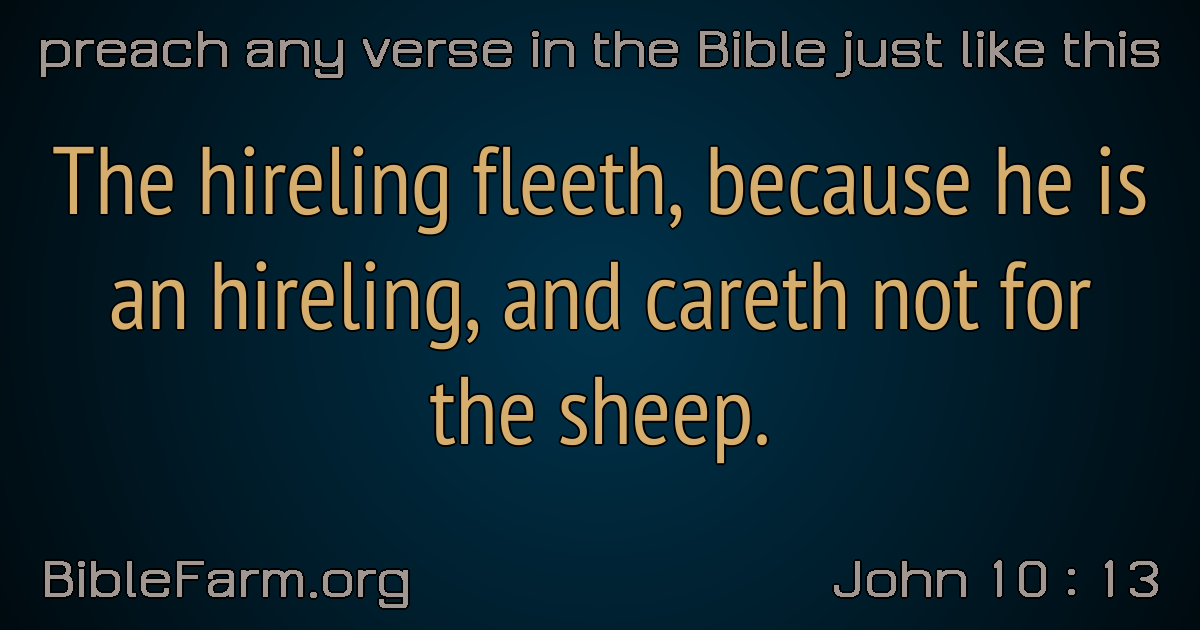 preach any verse in the Bible just like this
The hireling fleeth, because he is
an hireling, and careth not for
the sheep.
BibleFarm.org
John 10 : 13